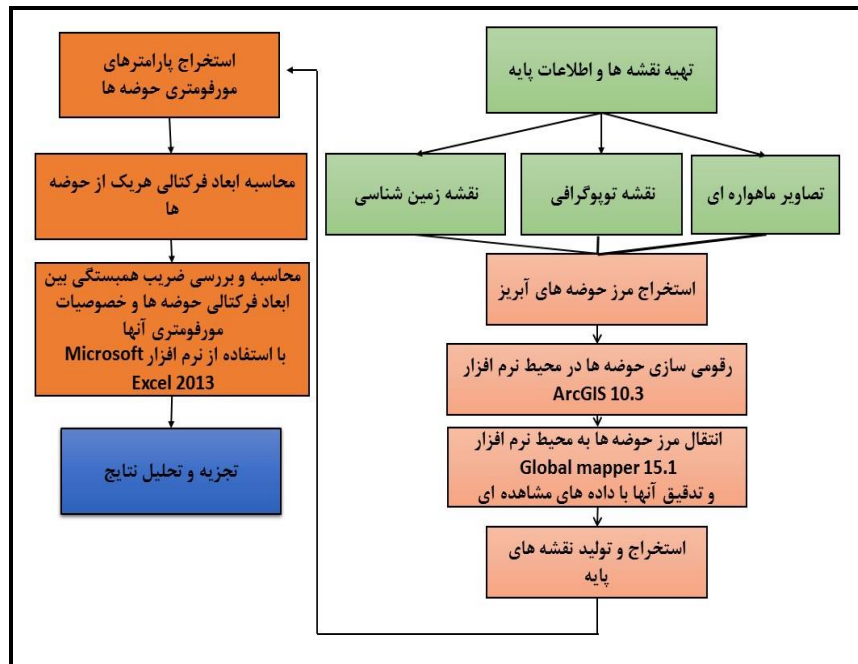 تهیه نقشه ها و اطلاعات پایه
تصاویر ماهواره ای
نقشه توپوگرافی
نقشه زمین شناسی
استخراج مرز حوضه های آبریز
رقومی سازی حوضه ها در محیط نرم افزار
ArcGIS 10.3
انتقال مرز حوضه ها به محیط نرم افزار
Global mapper 15.1
و تدقیق آنها با داده های مشاهده ای
استخراج و تولید نقشه های
پایه
استخراج پارامترهای
مورفومتری حوضه ها
محاسبه ابعاد فرکتالی هریک از حوضه
ها
محاسبه و بررسی ضریب همبستگی بین
ابعاد فرکتالی حوضه ها و خصوصیات
مورفومتری آنها
با استفاده از نرم افزار Microsoft
Excel 2013
تجزیه و تحلیل نتایج